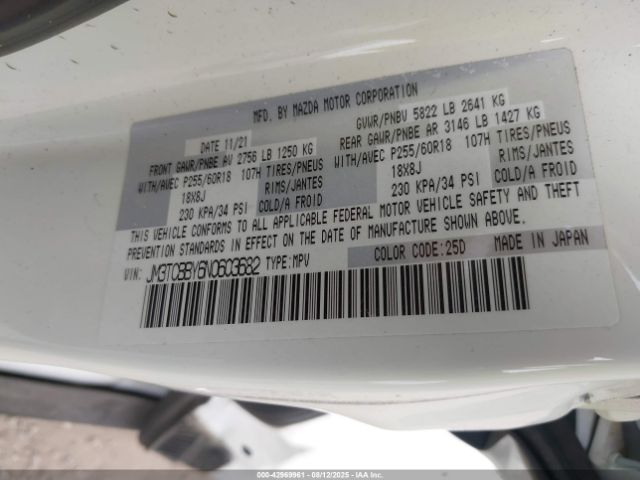 MFD. BY MAZDA MOTOR CORPORATION
DATE 11/21 GVWR/PNBV 5822 LB 2641 KG
FRONT GAWR/PNBE AV 2756 LB 1250 KG REAR GAWR/PNBE AR 3146 LB 1427 KG
WITH/AVEC P255/60R18 107H TIRES/PNEUS WITH/AVEC P255/60R18 107H TIRES/PNEUS
18X8J RIMS/JANTES 18X8J RIMS/JANTES
230 KPA/34 PSI COLD/A FROID 230 KPA/34 PSI COLD/A FROID
THIS VEHICLE CONFORMS TO ALL APPLICABLE FEDERAL MOTOR VEHICLE SAFETY AND THEFT
PREVENTION STANDARDS IN EFFECT ON THE DATE OF MANUFACTURE SHOWN ABOVE.
VIN: JM3TCBBY6N0603682 TYPE:MPV COLOR CODE:25D MADE IN JAPAN
000-42969961 - 08/12/2025 - IAAI.COM